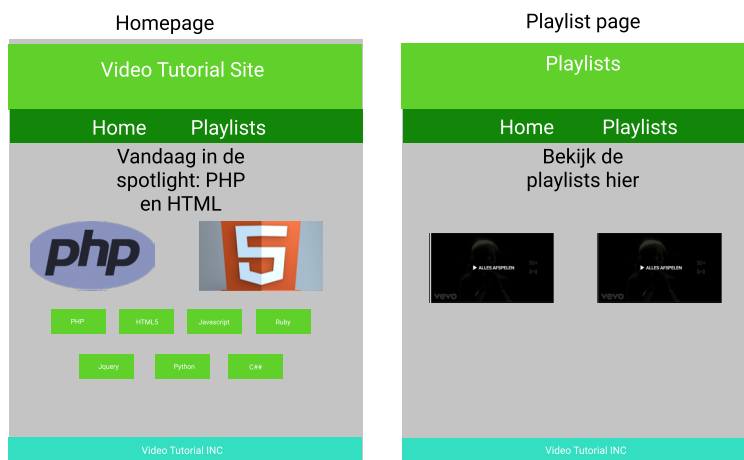 Homepage
Video Tutorial Site
Home Playlists
Vandaag in de
spotlight: PHP
en HTML
php
5
PHP HTML5 Javascript Ruby
Jquery Python C##
Video Tutorial INC
Playlist page
Playlists
Home Playlists
Bekijk de
playlists hier
ALLES AFSPELEN
50+
vevo
ALLES AFSPELEN
50+
vevo
Video Tutorial INC